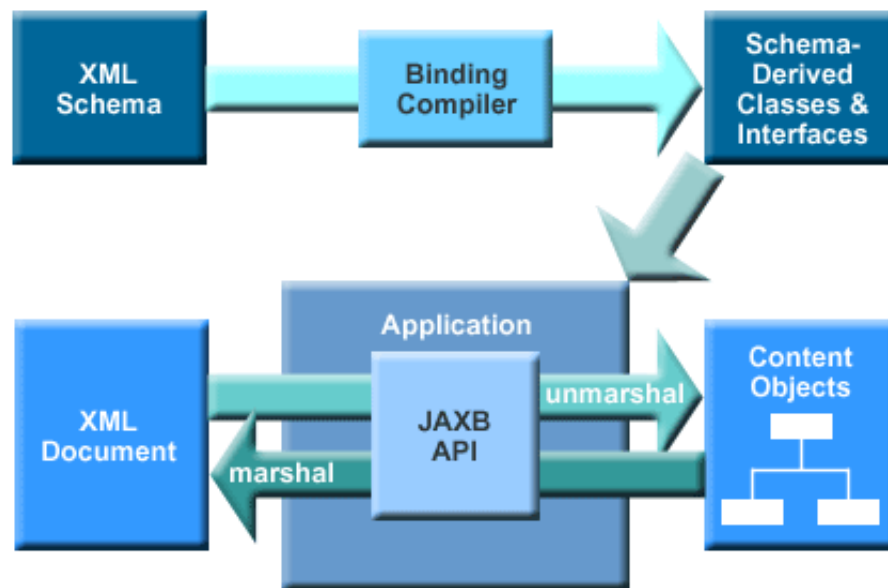 XML
Schema
Binding
Compiler
Schema-
Derived
Classes &
Interfaces
Application
XML
Document
JAXB
API
unmarshal
marshal
Content
Objects